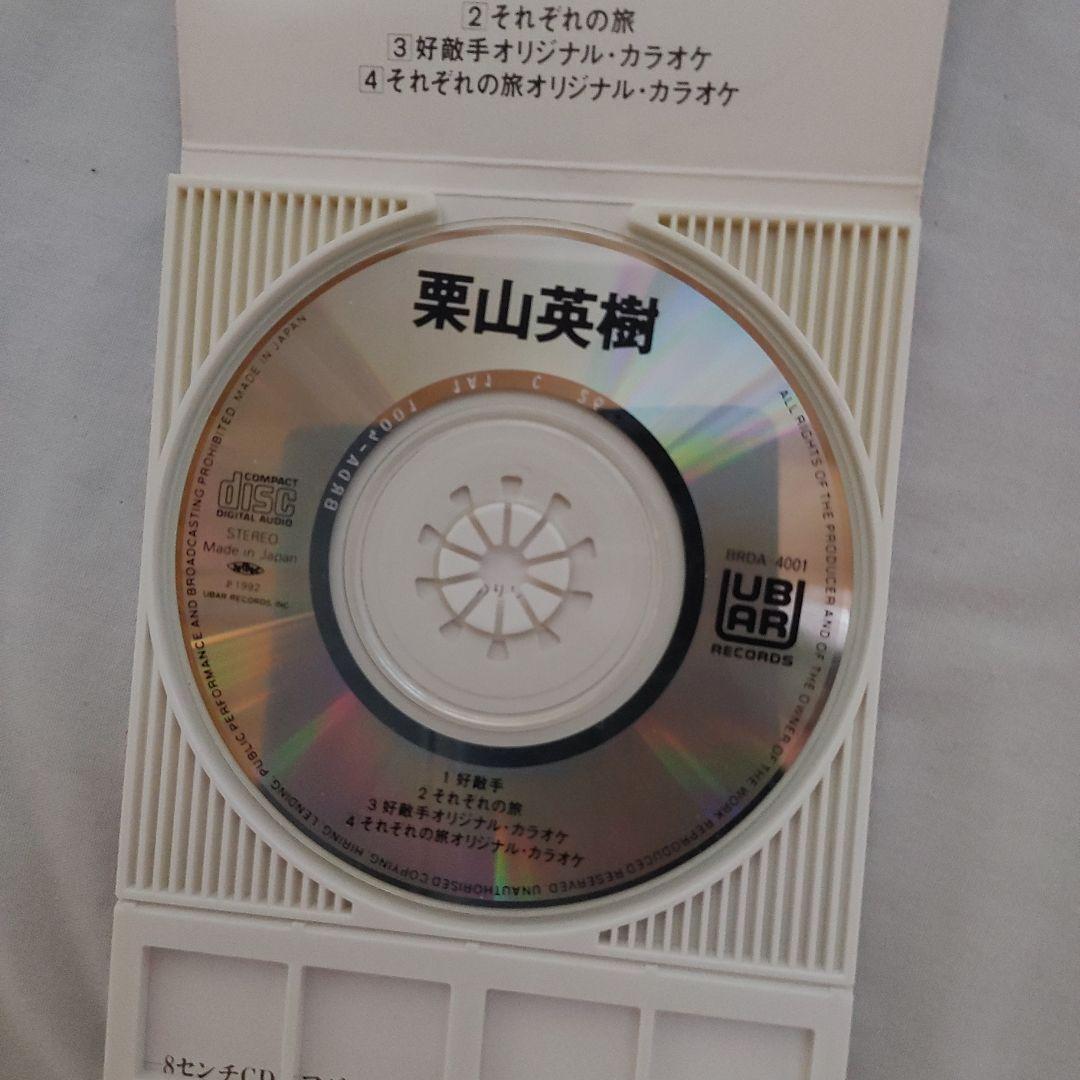 2 それぞれの旅
3 好敵手オリジナル・カラオケ
4 それぞれの旅オリジナル・カラオケ
栗山英樹
BRDA-4001 1A1 C 26
COMPACT
disc
DIGITAL AUDIO
STEREO
Made in Japan
P 1992
UBAR RECORDS, INC.
BRDA-4001
UB
AR
RECORDS
1 好敵手
2 それぞれの旅
3 好敵手オリジナル・カラオケ
4 それぞれの旅オリジナル・カラオケ
ALL RIGHTS OF THE PRODUCER AND OF THE OWNER OF THE WORK REPRODUCED RESERVED. UNAUTHORISED COPYING, HIRING, LENDING, PUBLIC PERFORMANCE AND BROADCASTING PROHIBITED. MADE IN JAPAN
8センチCD